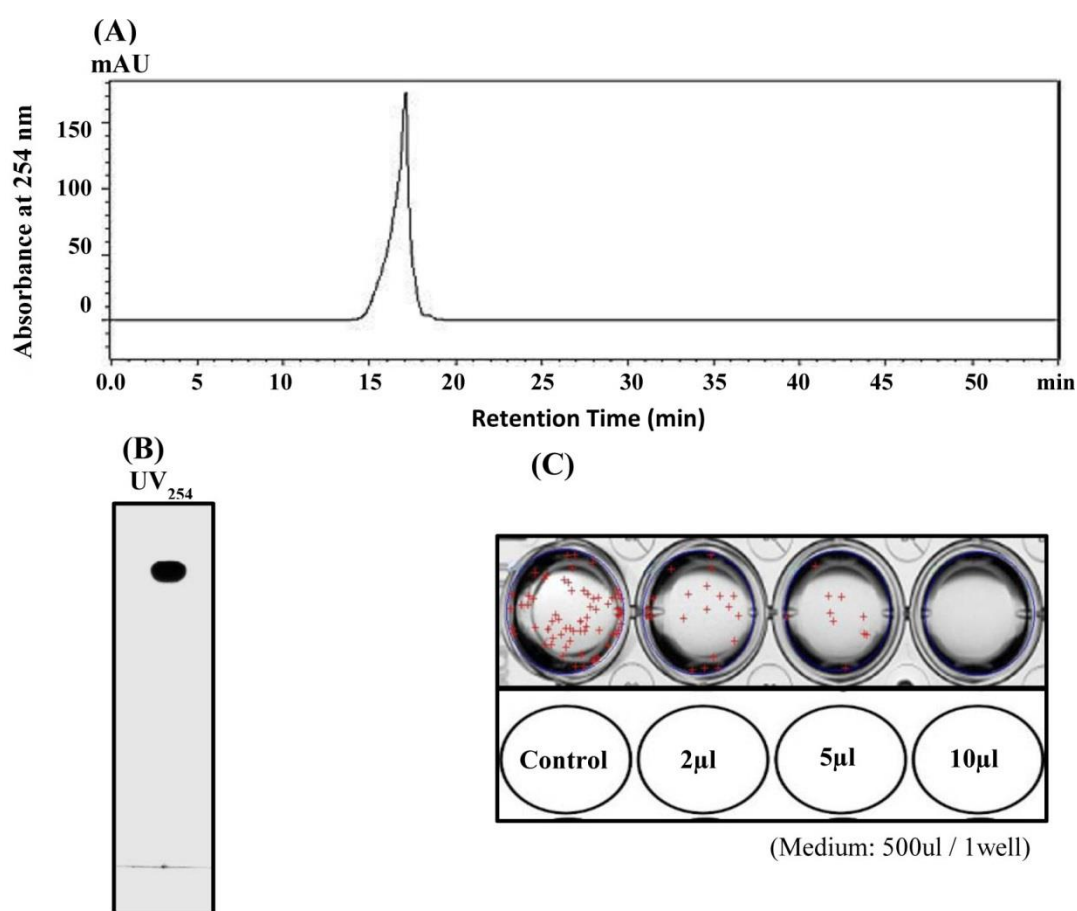 (A)
mAU
Absorbance at 254 nm
150
100
50
0
0.0 5 10 15 20 25 30 35 40 45 50 min
Retention Time (min)
(B)
UV254
(C)
Control 2µl 5µl 10µl
(Medium: 500ul / 1well)